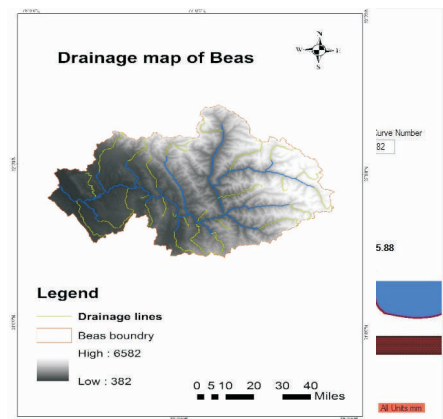 Drainage map of Beas
N
W E
S
Curve Number
82
5.88
Legend
Drainage lines
Beas boundry
High : 6582
Low : 382
0 5 10 20 30 40
Miles
All Units mm